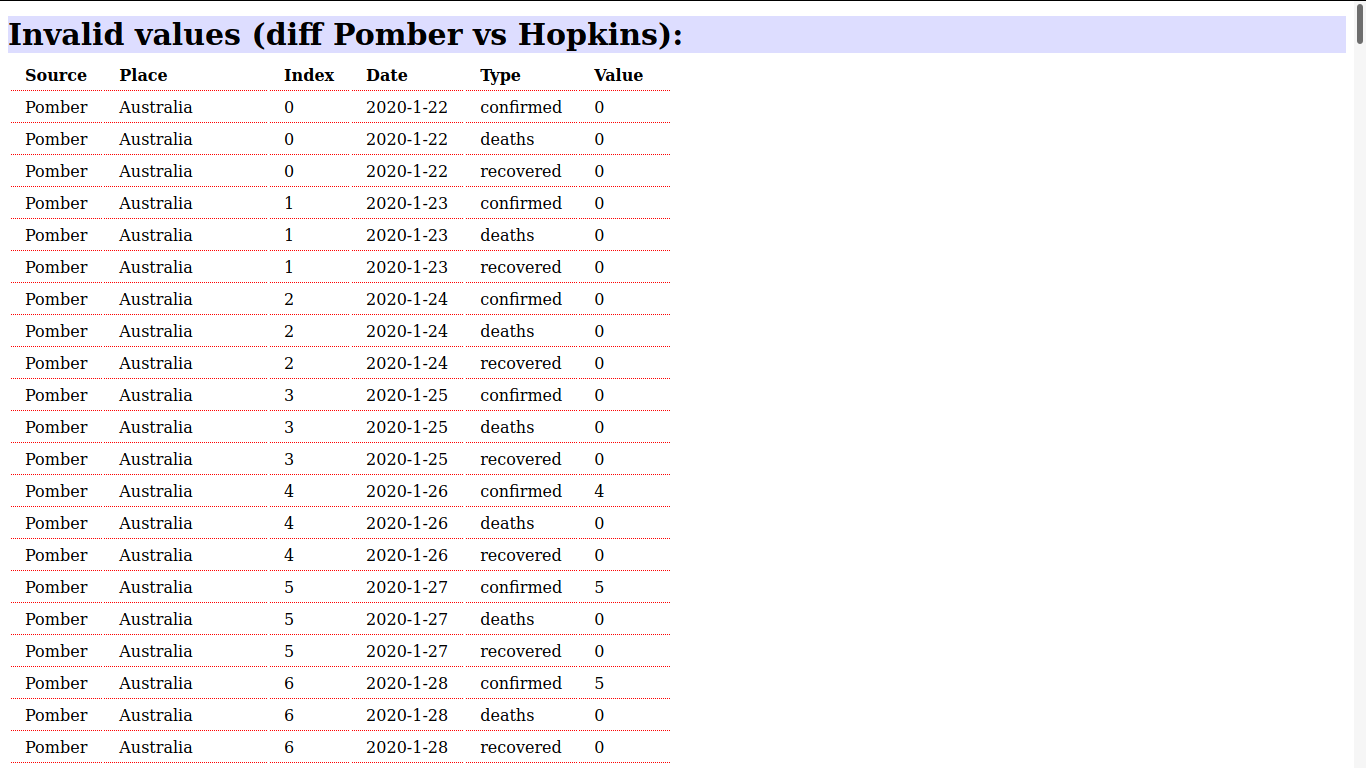 Invalid values (diff Pomber vs Hopkins):
Source Place Index Date Type Value
Pomber Australia 0 2020-1-22 confirmed 0
Pomber Australia 0 2020-1-22 deaths 0
Pomber Australia 0 2020-1-22 recovered 0
Pomber Australia 1 2020-1-23 confirmed 0
Pomber Australia 1 2020-1-23 deaths 0
Pomber Australia 1 2020-1-23 recovered 0
Pomber Australia 2 2020-1-24 confirmed 0
Pomber Australia 2 2020-1-24 deaths 0
Pomber Australia 2 2020-1-24 recovered 0
Pomber Australia 3 2020-1-25 confirmed 0
Pomber Australia 3 2020-1-25 deaths 0
Pomber Australia 3 2020-1-25 recovered 0
Pomber Australia 4 2020-1-26 confirmed 4
Pomber Australia 4 2020-1-26 deaths 0
Pomber Australia 4 2020-1-26 recovered 0
Pomber Australia 5 2020-1-27 confirmed 5
Pomber Australia 5 2020-1-27 deaths 0
Pomber Australia 5 2020-1-27 recovered 0
Pomber Australia 6 2020-1-28 confirmed 5
Pomber Australia 6 2020-1-28 deaths 0
Pomber Australia 6 2020-1-28 recovered 0